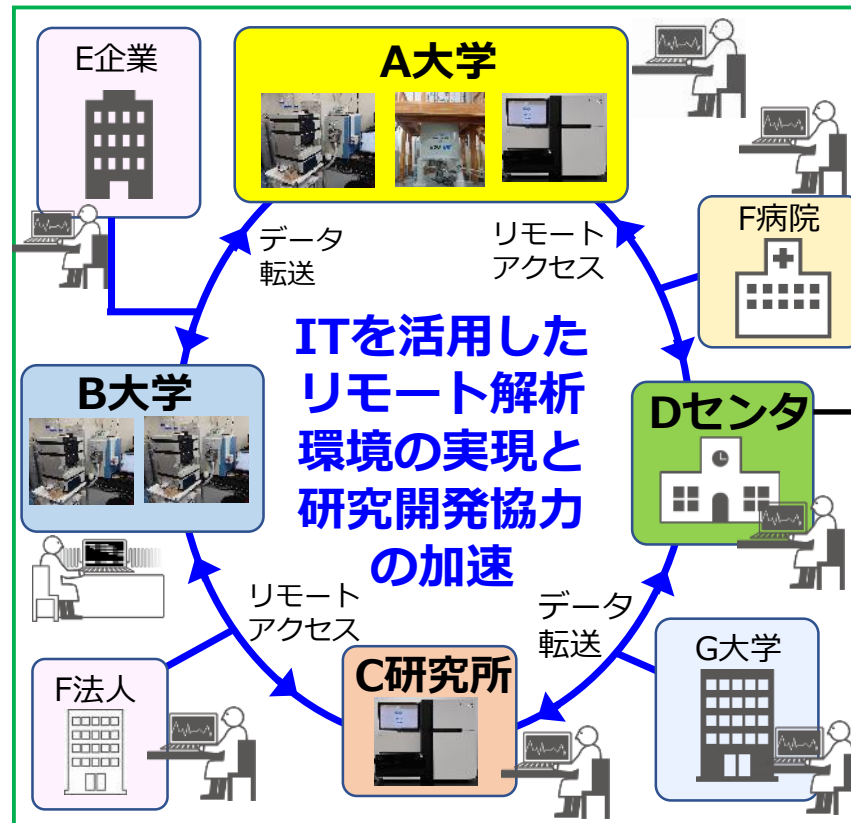 E企業
A大学
F病院
データ
転送
リモート
アクセス
ITを活用した
リモート解析
環境の実現と
研究開発協力
の加速
B大学
Dセンタ
リモート
アクセス
データ
転送
F法人
C研究所
G大学